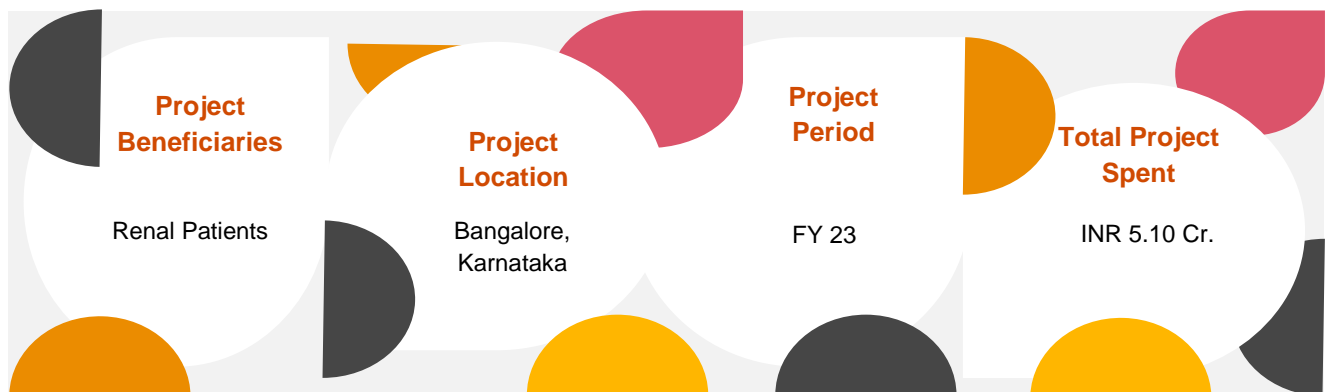 Project
Beneficiaries
Renal Patients
Project
Location
Bangalore,
Karnataka
Project
Period
FY 23
Total Project
Spent
INR 5.10 Cr.